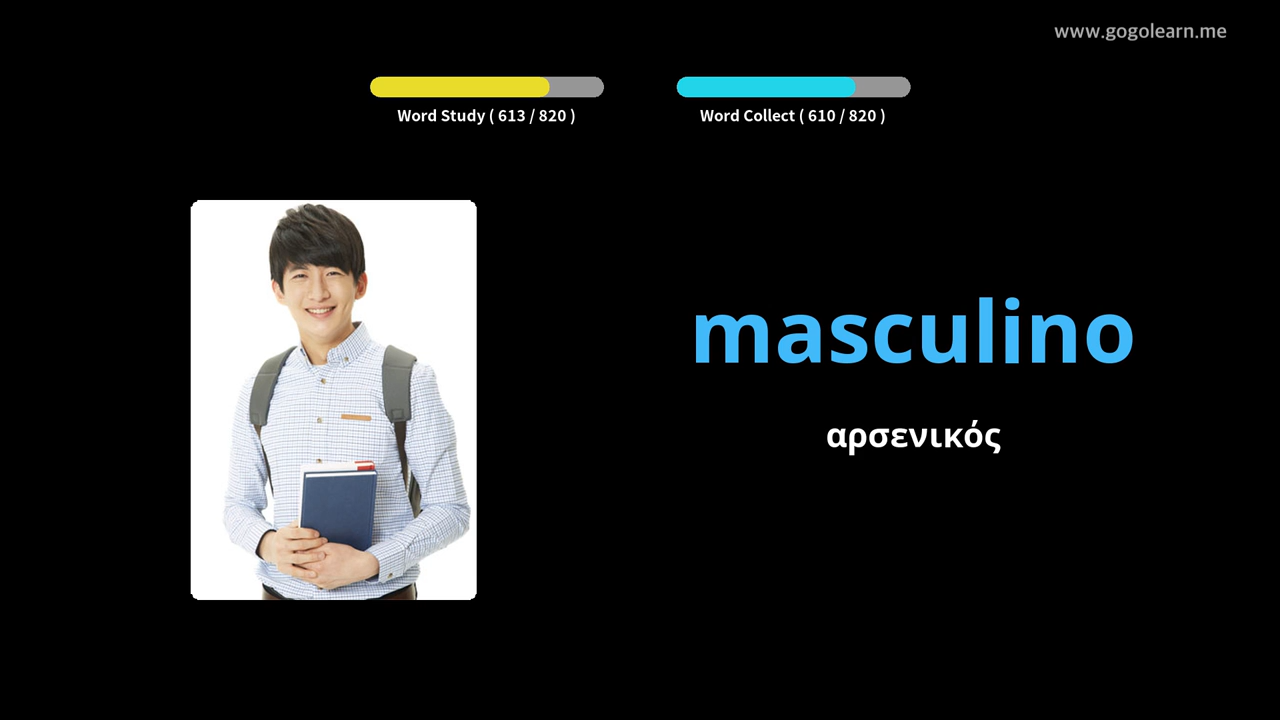 www.gogolearn.me
Word Study ( 613 / 820 )
Word Collect ( 610 / 820 )
masculino
αρσενικός